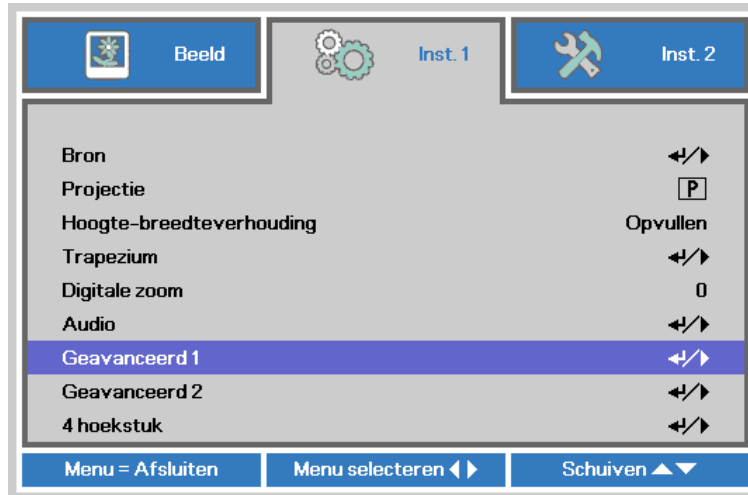 Beeld Inst. 1 Inst. 2
Bron
Projectie P
Hoogte-breedteverhouding Opvullen
Trapezium
Digitale zoom 0
Audio
Geavanceerd 1
Geavanceerd 2
4 hoekstuk
Menu = Afsluiten Menu selecteren Schuiven